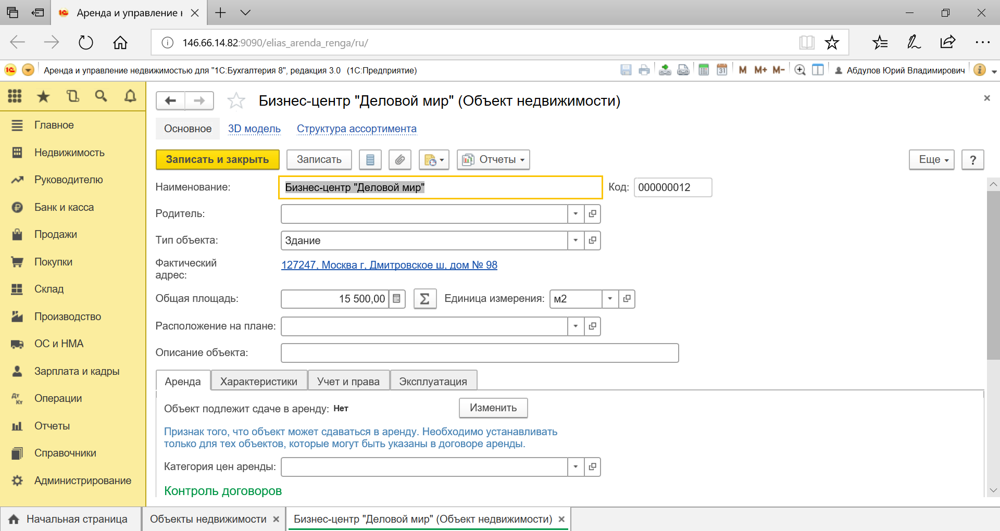 Аренда и управление н
146.66.14.82:9090/elias_arenda_renga/ru/
Аренда и управление недвижимостью для "1С:Бухгалтерия 8", редакция 3.0 (1С:Предприятие)
31
M M+ M-
Абдулов Юрий Владимирович
Главное
Недвижимость
Руководителю
Банк и касса
Продажи
Покупки
Склад
Производство
ОС и НМА
Зарплата и кадры
Дт Кт Операции
Отчеты
Справочники
Администрирование
Бизнес-центр "Деловой мир" (Объект недвижимости)
Основное 3D модель Структура ассортимента
Записать и закрыть Записать Отчеты Еще ?
Наименование: Бизнес-центр "Деловой мир" Код: 000000012
Родитель:
Тип объекта: Здание
Фактический
адрес:
127247, Москва г, Дмитровское ш, дом № 98
Общая площадь: 15 500,00 Σ Единица измерения: м2
Расположение на плане:
Описание объекта:
Аренда Характеристики Учет и права Эксплуатация
Объект подлежит сдаче в аренду: Нет Изменить
Признак того, что объект может сдаваться в аренду. Необходимо устанавливать
только для тех объектов, которые могут быть указаны в договоре аренды.
Категория цен аренды:
Контроль договоров
Начальная страница Объекты недвижимости Бизнес-центр "Деловой мир" (Объект недвижимости)